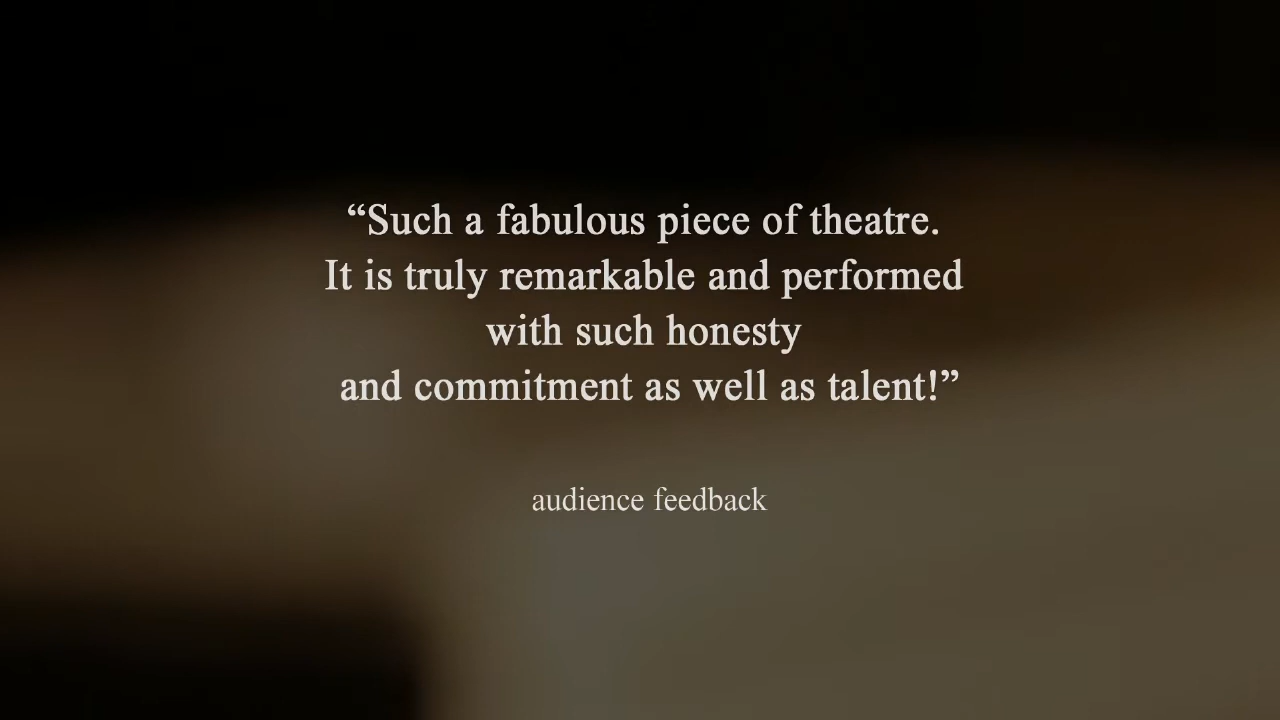 “Such a fabulous piece of theatre.
It is truly remarkable and performed
with such honesty
and commitment as well as talent!”
audience feedback